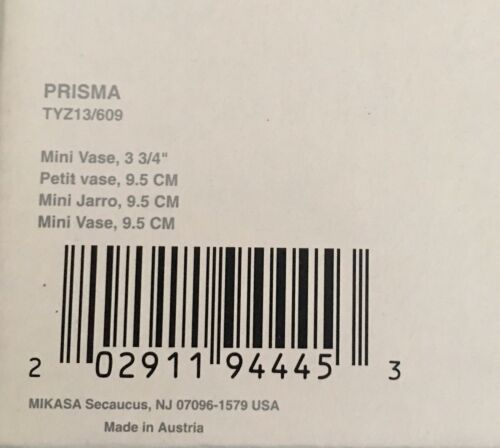 PRISMA
TYZ13/609
Mini Vase, 3 3/4"
Petit vase, 9.5 CM
Mini Jarro, 9.5 CM
Mini Vase, 9.5 CM
2 02911 94445 3
MIKASA Secaucus, NJ 07096-1579 USA
Made in Austria